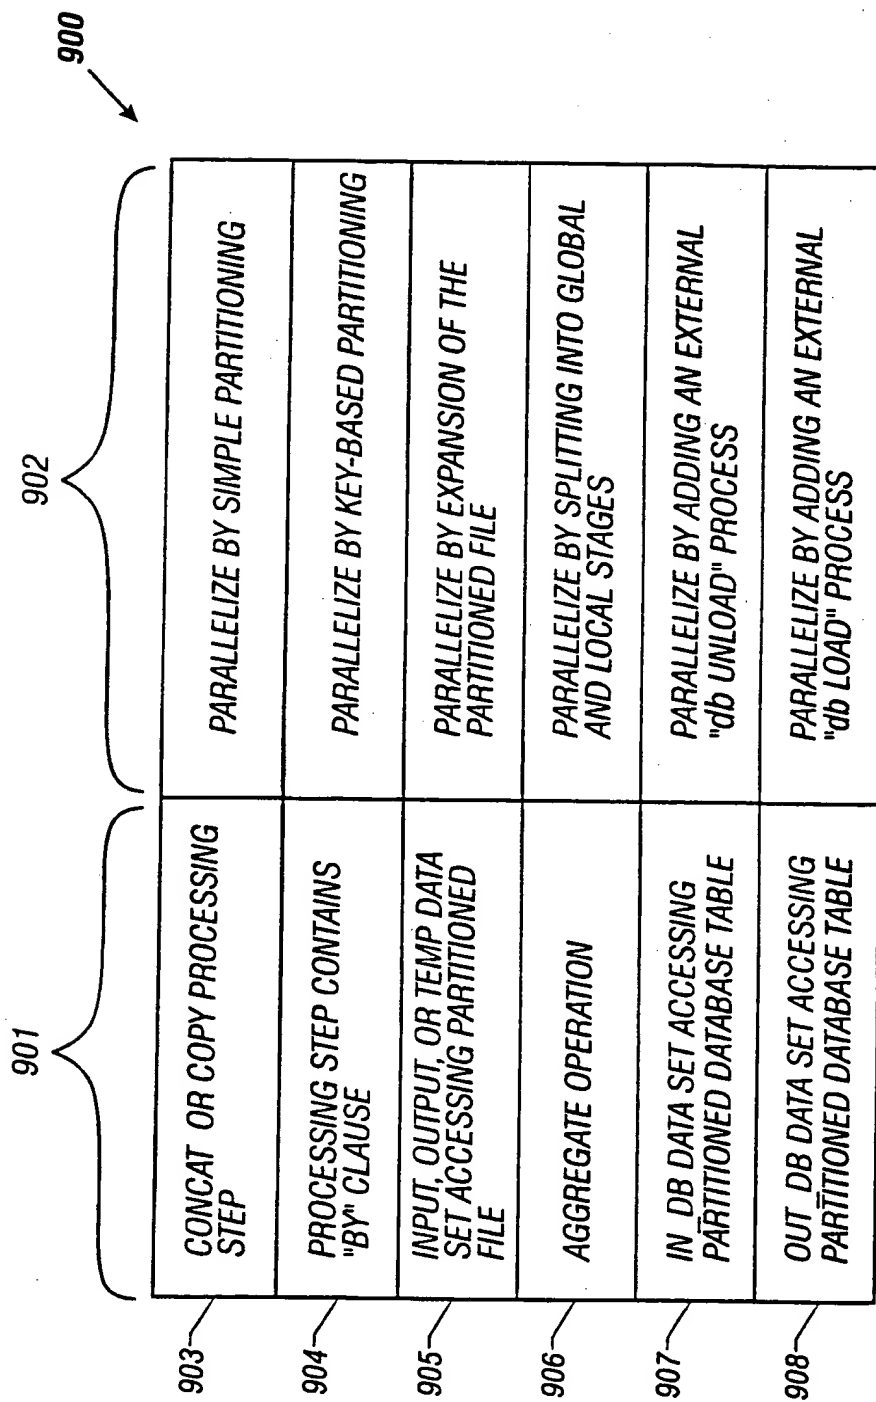 900
901
902
903
CONCAT OR COPY PROCESSING
STEP
PARALLELIZE BY SIMPLE PARTITIONING
904
PROCESSING STEP CONTAINS
"BY" CLAUSE
PARALLELIZE BY KEY-BASED PARTITIONING
905
INPUT, OUTPUT, OR TEMP DATA
SET ACCESSING PARTITIONED
FILE
PARALLELIZE BY EXPANSION OF THE
PARTITIONED FILE
906
AGGREGATE OPERATION
PARALLELIZE BY SPLITTING INTO GLOBAL
AND LOCAL STAGES
907
IN_DB DATA SET ACCESSING
PARTITIONED DATABASE TABLE
PARALLELIZE BY ADDING AN EXTERNAL
"db UNLOAD" PROCESS
908
OUT_DB DATA SET ACCESSING
PARTITIONED DATABASE TABLE
PARALLELIZE BY ADDING AN EXTERNAL
"db LOAD" PROCESS